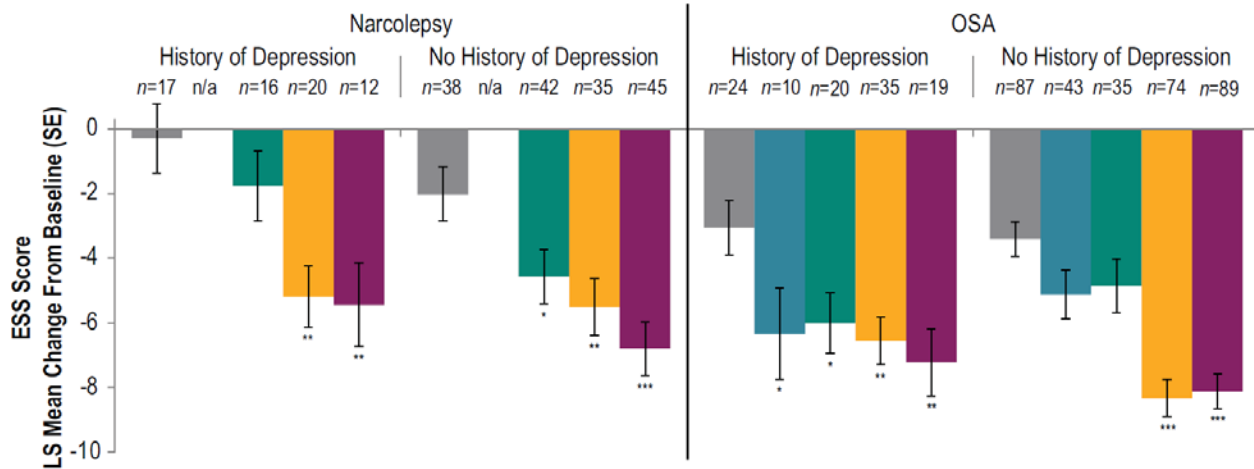 Narcolepsy OSA
History of Depression No History of Depression History of Depression No History of Depression
n=17 n/a n=16 n=20 n=12 n=38 n/a n=42 n=35 n=45 n=24 n=10 n=20 n=35 n=19 n=87 n=43 n=35 n=74 n=89
ESS Score
LS Mean Change From Baseline (SE)
0
-2
-4
-6
-8
-10
** ** * ** *** * * ** ** *** ***